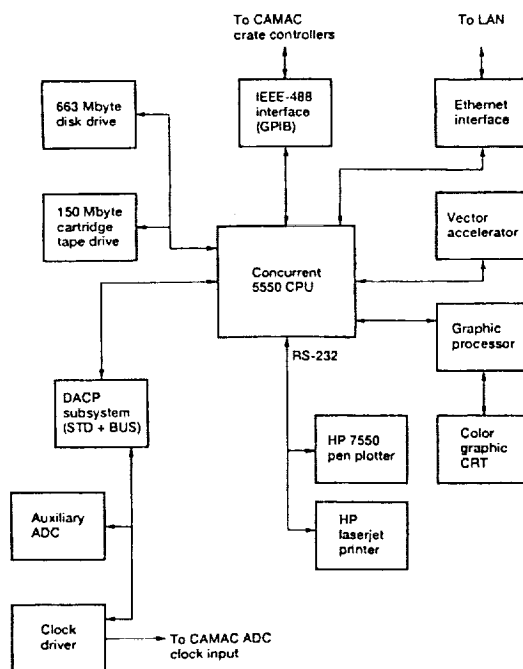 To CAMAC
crate controllers
To LAN
663 Mbyte
disk drive
IEEE-488
interface
(GPIB)
Ethernet
interface
150 Mbyte
cartridge
tape drive
Vector
accelerator
Concurrent
5550 CPU
Graphic
processor
RS-232
DACP
subsystem
(STD + BUS)
HP 7550
pen plotter
Color
graphic
CRT
Auxiliary
ADC
HP
laserjet
printer
Clock
driver
To CAMAC ADC
clock input